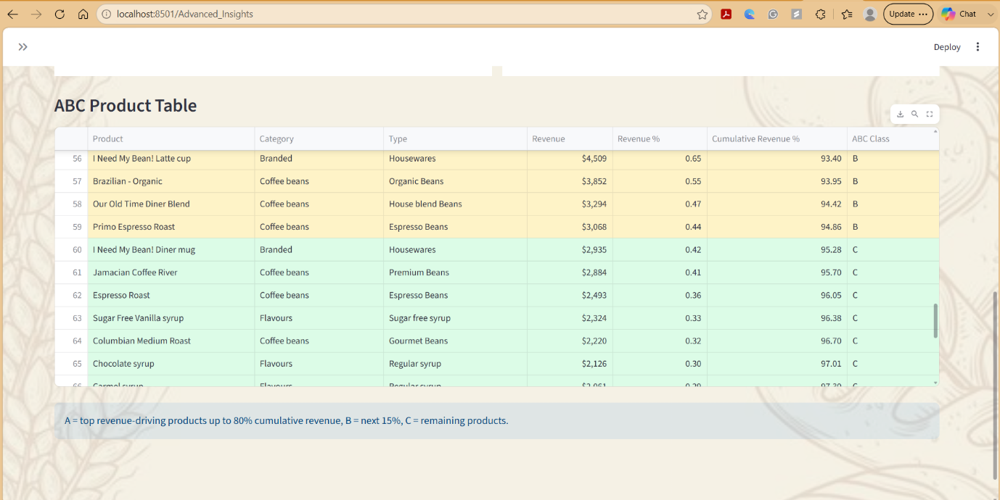 localhost:8501/Advanced_Insights
Update
Chat
Deploy
ABC Product Table
Product Category Type Revenue Revenue % Cumulative Revenue % ABC Class
56 I Need My Bean! Latte cup Branded Housewares $4,509 0.65 93.40 B
57 Brazilian - Organic Coffee beans Organic Beans $3,852 0.55 93.95 B
58 Our Old Time Diner Blend Coffee beans House blend Beans $3,294 0.47 94.42 B
59 Primo Espresso Roast Coffee beans Espresso Beans $3,068 0.44 94.86 B
60 I Need My Bean! Diner mug Branded Housewares $2,935 0.42 95.28 C
61 Jamacian Coffee River Coffee beans Premium Beans $2,884 0.41 95.70 C
62 Espresso Roast Coffee beans Espresso Beans $2,493 0.36 96.05 C
63 Sugar Free Vanilla syrup Flavours Sugar free syrup $2,324 0.33 96.38 C
64 Columbian Medium Roast Coffee beans Gourmet Beans $2,220 0.32 96.70 C
65 Chocolate syrup Flavours Regular syrup $2,126 0.30 97.01 C
66 Carmel syrup Flavours Regular syrup $2,061 0.29 97.30 C
A = top revenue-driving products up to 80% cumulative revenue, B = next 15%, C = remaining products.